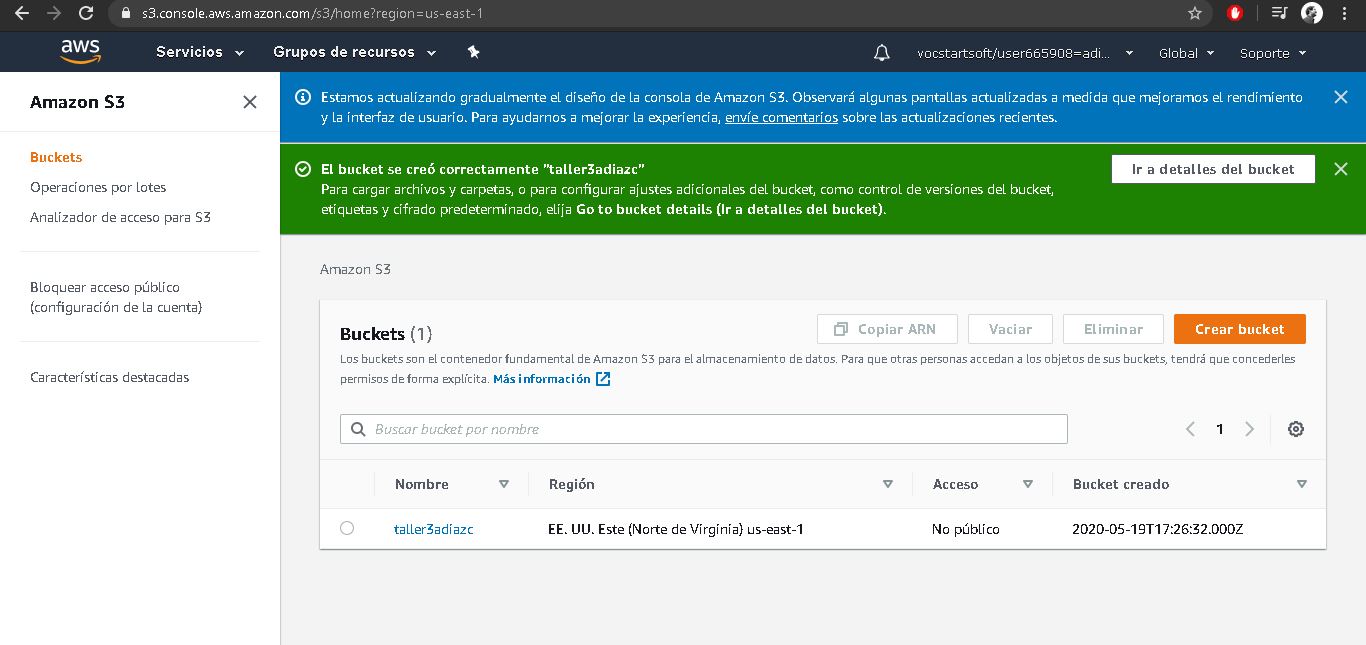 s3.console.aws.amazon.com/s3/home?region=us-east-1
aws Servicios Grupos de recursos vocstartsoft/user665908=adi... Global Soporte
Amazon S3
Buckets
Operaciones por lotes
Analizador de acceso para S3
Bloquear acceso público
(configuración de la cuenta)
Características destacadas
Estamos actualizando gradualmente el diseño de la consola de Amazon S3. Observará algunas pantallas actualizadas a medida que mejoramos el rendimiento
y la interfaz de usuario. Para ayudarnos a mejorar la experiencia, envíe comentarios sobre las actualizaciones recientes.
El bucket se creó correctamente "taller3adiazc"
Para cargar archivos y carpetas, o para configurar ajustes adicionales del bucket, como control de versiones del bucket,
etiquetas y cifrado predeterminado, elija Go to bucket details (Ir a detalles del bucket).
Ir a detalles del bucket
Amazon S3
Buckets (1)
Copiar ARN Vaciar Eliminar Crear bucket
Los buckets son el contenedor fundamental de Amazon S3 para el almacenamiento de datos. Para que otras personas accedan a los objetos de sus buckets, tendrá que concederles
permisos de forma explícita. Más información
Buscar bucket por nombre
1
Nombre Región Acceso Bucket creado
taller3adiazc EE. UU. Este (Norte de Virginia) us-east-1 No público 2020-05-19T17:26:32.000Z